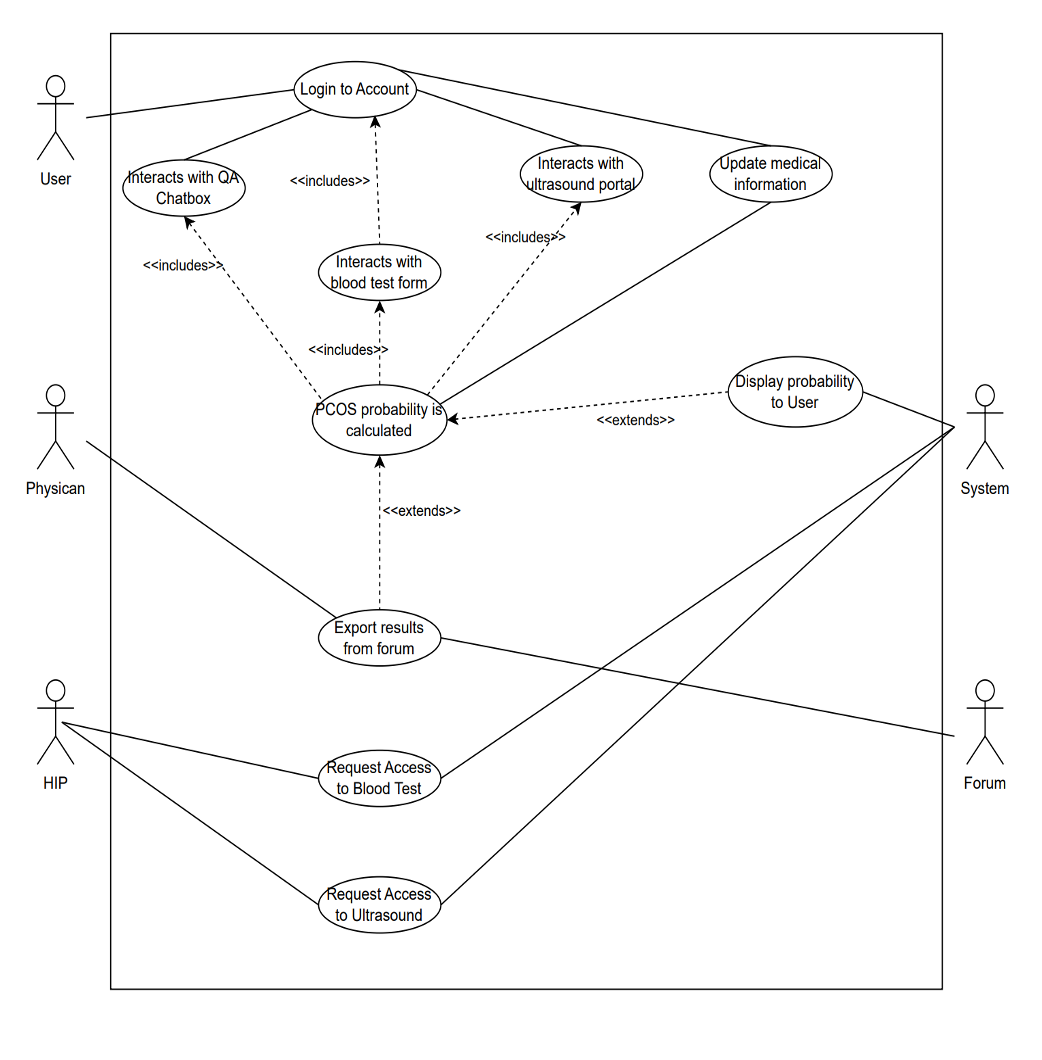 Login to Account
User
Interacts with QA
Chatbox
<<includes>>
Interacts with
ultrasound portal
Update medical
information
<<includes>>
<<includes>>
Interacts with
blood test form
<<includes>>
PCOS probability is
calculated
Display probability
to User
<<extends>>
Physican
System
<<extends>>
Export results
from forum
HIP
Request Access
to Blood Test
Forum
Request Access
to Ultrasound